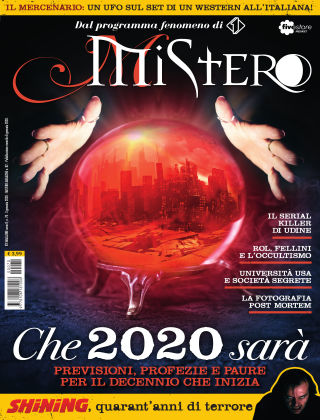 IL MERCENARIO: UN UFO SUL SET DI UN WESTERN ALL'ITALIANA!
Dal programma fenomeno di 1
fivestore
MiSterO
IL SERIAL
KILLER
DI UDINE
ROL, FELLINI
E L'OCCULTISMO
UNIVERSITÀ USA
E SOCIETÀ SEGRETE
LA FOTOGRAFIA
POST MORTEM
€ 3,99
Che 2020 sarà
PREVISIONI, PROFEZIE E PAURE
PER IL DECENNIO CHE INIZIA
SHiNiNG, quarant'anni di terrore